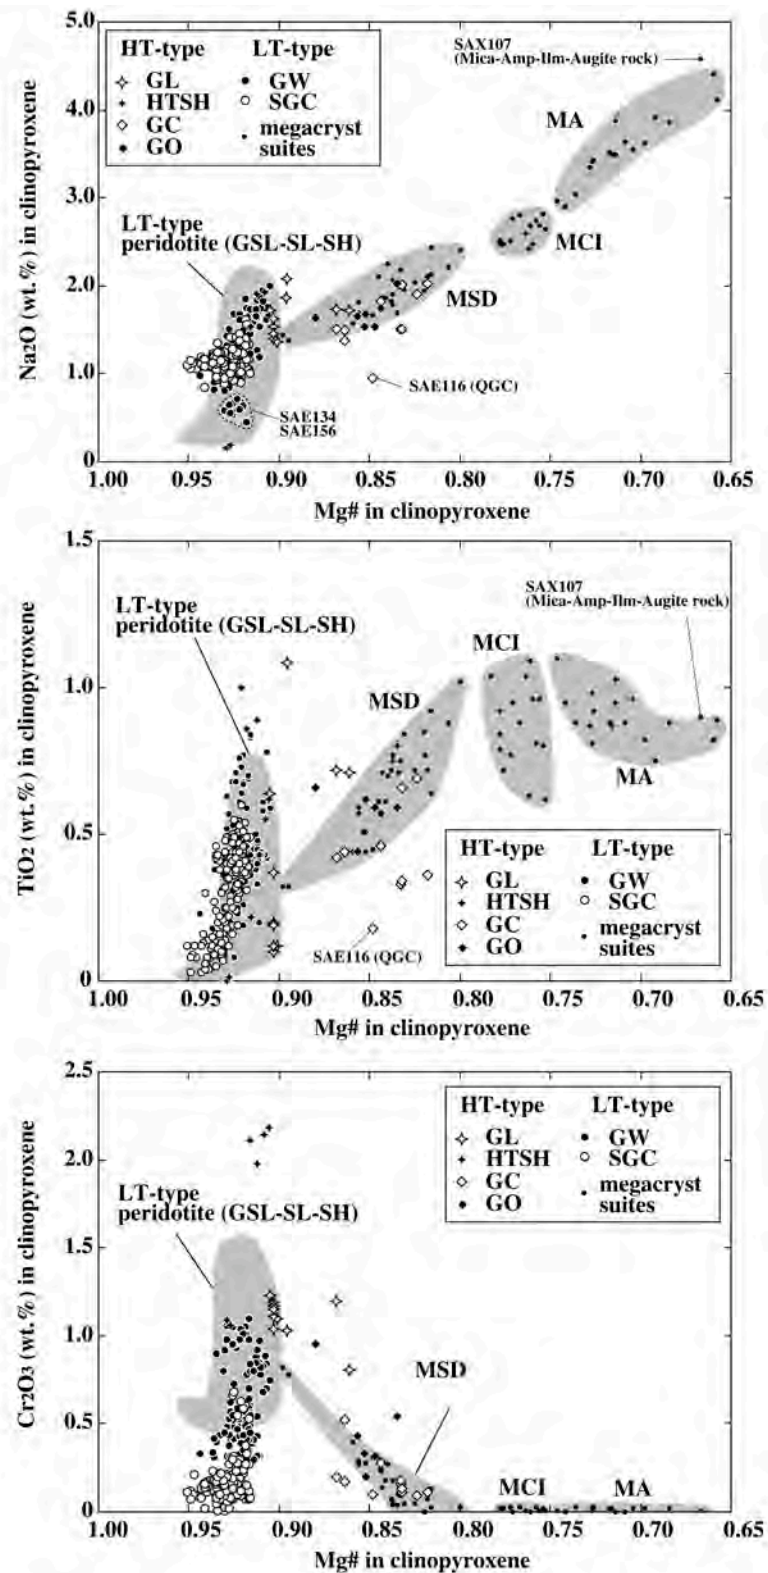 5.0
4.0
3.0
2.0
1.0
0
Na2O (wt.%) in clinopyroxene
HT-type LT-type
GL GW
HTSH SGC
GC megacryst
GO suites
SAX107
(Mica-Amp-Ilm-Augite rock)
MA
LT-type
peridotite (GSL-SL-SH)
MCI
MSD
SAE116 (QGC)
SAE134
SAE156
1.00 0.95 0.90 0.85 0.80 0.75 0.70 0.65
Mg# in clinopyroxene
1.5
1.0
0.5
0
TiO2 (wt.%) in clinopyroxene
LT-type
peridotite (GSL-SL-SH)
SAX107
(Mica-Amp-Ilm-Augite rock)
MCI
MSD
MA
HT-type LT-type
GL GW
HTSH SGC
GC megacryst
GO suites
SAE116 (QGC)
1.00 0.95 0.90 0.85 0.80 0.75 0.70 0.65
Mg# in clinopyroxene
2.5
2.0
1.5
1.0
0.5
0
Cr2O3 (wt.%) in clinopyroxene
HT-type LT-type
GL GW
HTSH SGC
GC megacryst
GO suites
LT-type
peridotite (GSL-SL-SH)
MSD
MCI
MA
1.00 0.95 0.90 0.85 0.80 0.75 0.70 0.65
Mg# in clinopyroxene